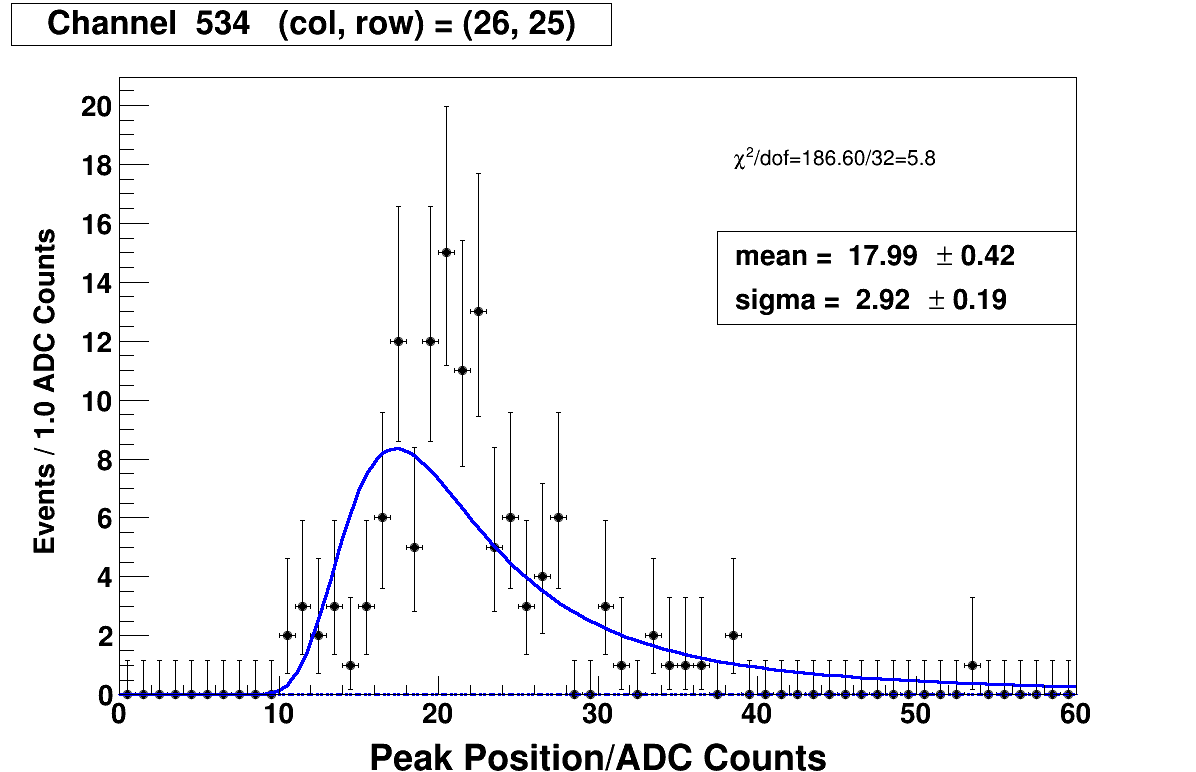 Channel 534 (col, row) = (26, 25)
χ²/dof=186.60/32=5.8
mean = 17.99 ± 0.42
sigma = 2.92 ± 0.19
Events / 1.0 ADC Counts
20
18
16
14
12
10
8
6
4
2
0
0 10 20 30 40 50 60
Peak Position/ADC Counts